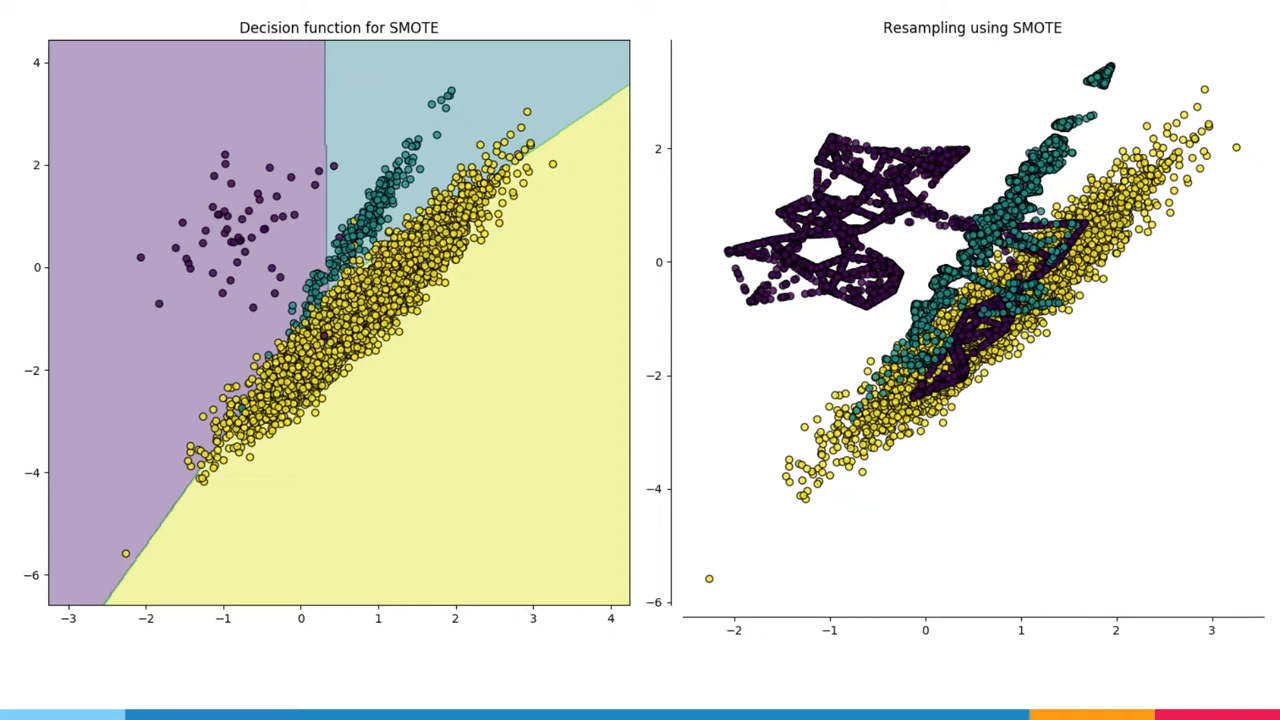 Decision function for SMOTE
4
2
0
−2
−4
−6
−3 −2 −1 0 1 2 3 4
Resampling using SMOTE
2
0
−2
−4
−6
−2 −1 0 1 2 3